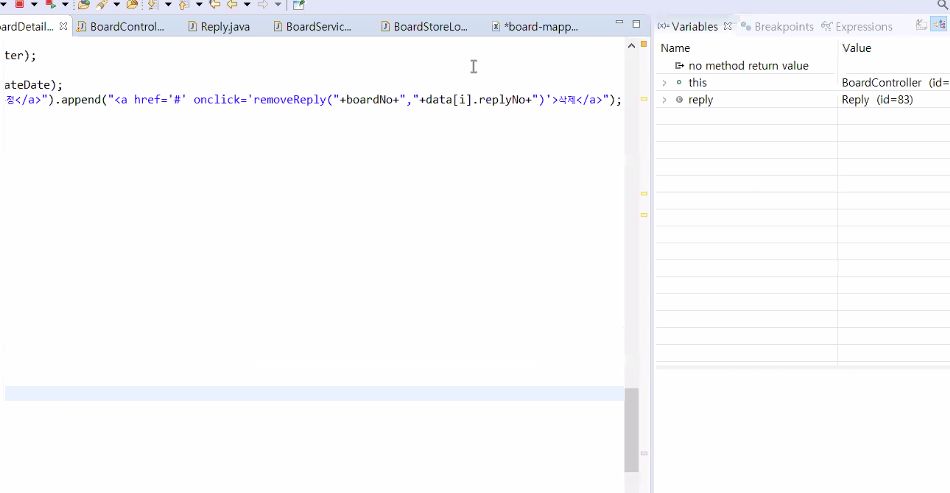 ardDetail...
BoardControl...
Reply.java
BoardServic...
BoardStoreLo...
*board-mapp...
ter);
ateDate);
정</a>").append("<a href='#' onclick='removeReply("+boardNo+","+data[i].replyNo+")'>삭제</a>");
(x)= Variables
Breakpoints
Expressions
Name Value
no method return value
this BoardController (id=
reply Reply (id=83)